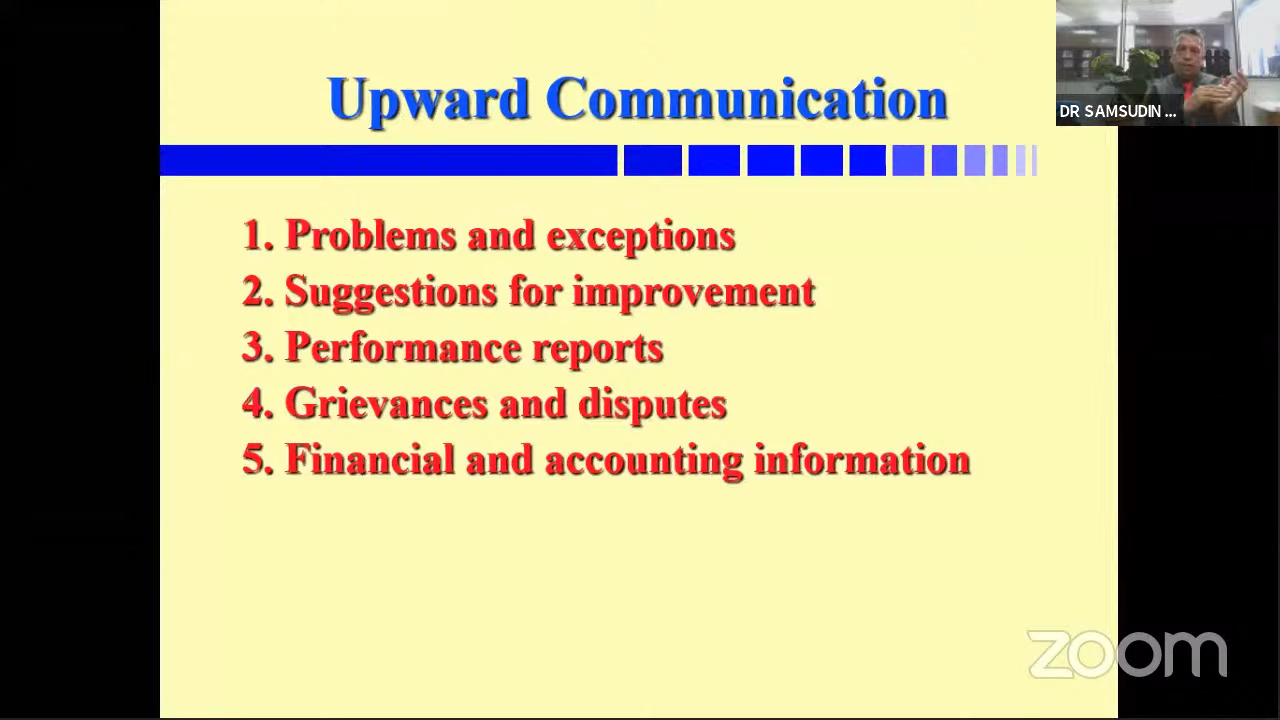 Upward Communication
DR SAMSUDIN ...
1. Problems and exceptions
2. Suggestions for improvement
3. Performance reports
4. Grievances and disputes
5. Financial and accounting information
zoom